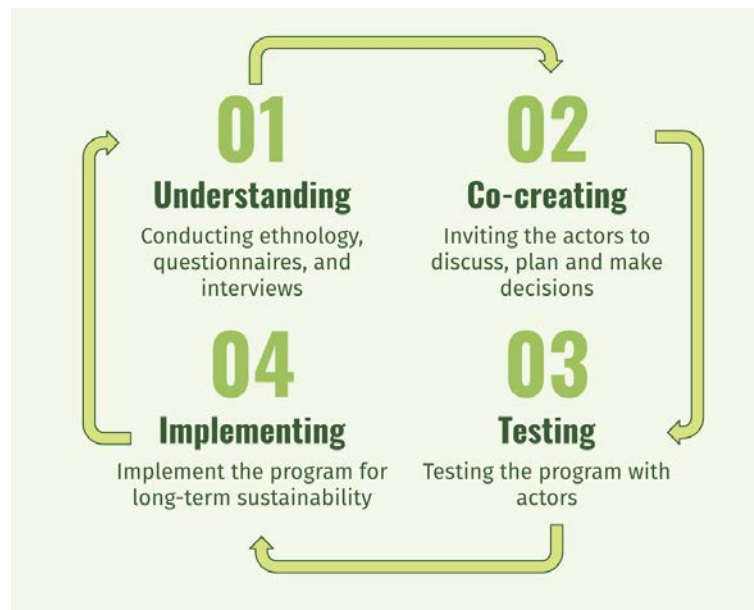 01
Understanding
Conducting ethnology,
questionnaires, and
interviews
02
Co-creating
Inviting the actors to
discuss, plan and make
decisions
03
Testing
Testing the program with
actors
04
Implementing
Implement the program for
long-term sustainability